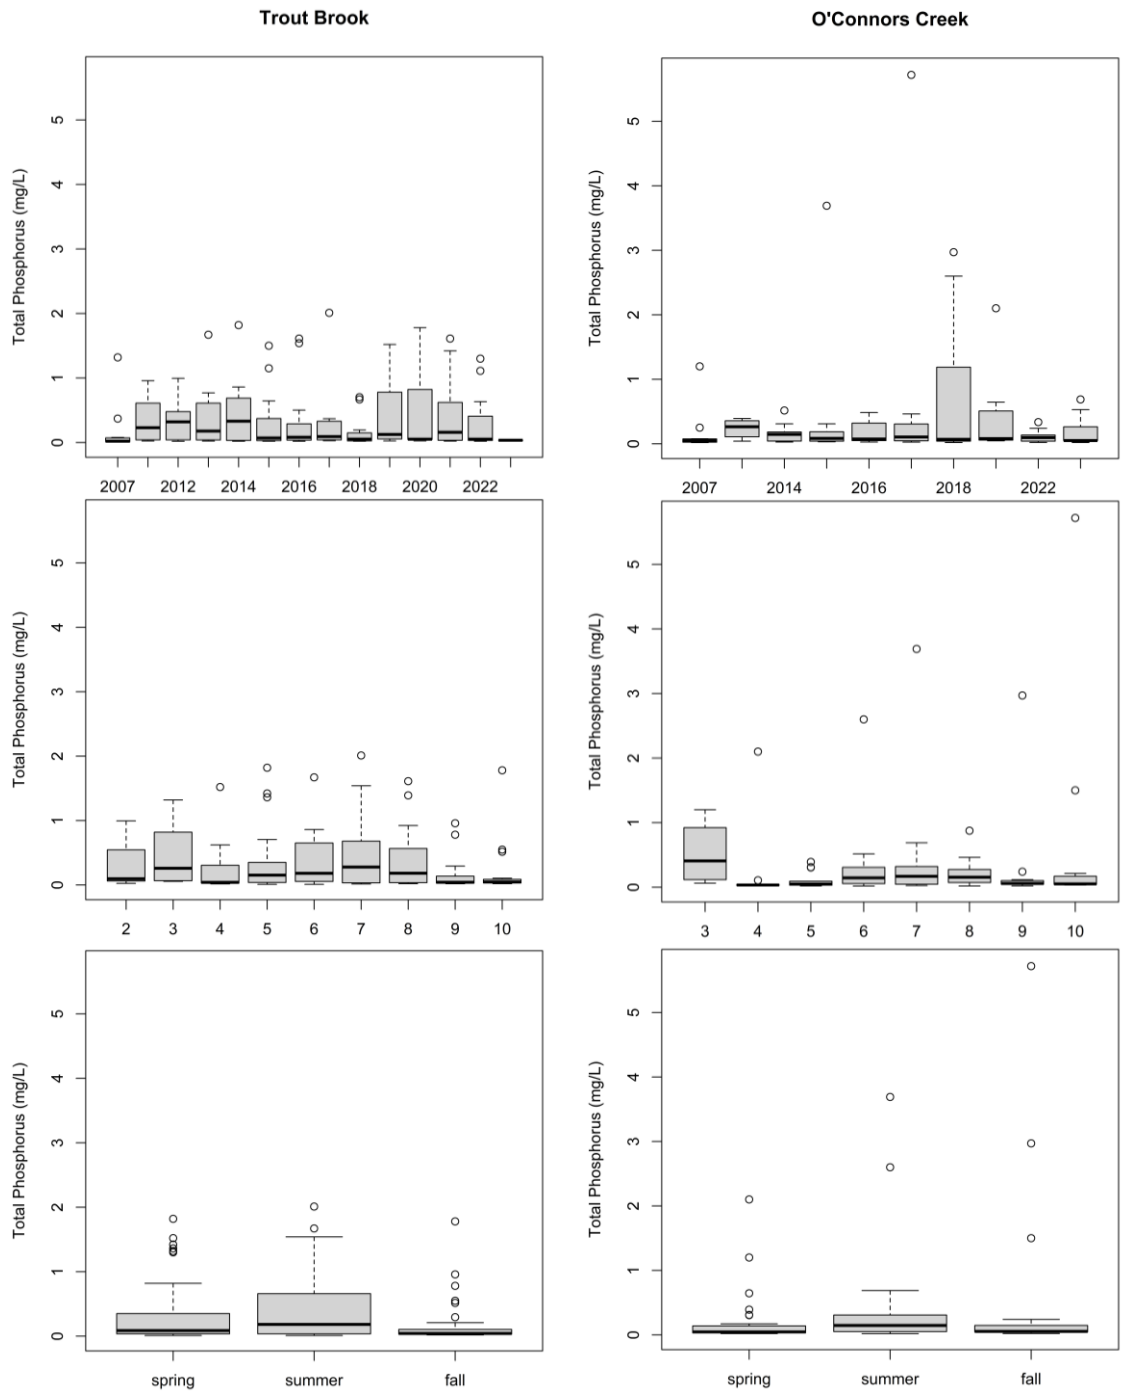 Trout Brook
O'Connors Creek
Total Phosphorus (mg/L)
5
4
3
2
1
0
2007 2012 2014 2016 2018 2020 2022
Total Phosphorus (mg/L)
5
4
3
2
1
0
2007 2014 2016 2018 2022
Total Phosphorus (mg/L)
5
4
3
2
1
0
2 3 4 5 6 7 8 9 10
Total Phosphorus (mg/L)
5
4
3
2
1
0
3 4 5 6 7 8 9 10
Total Phosphorus (mg/L)
5
4
3
2
1
0
spring summer fall
Total Phosphorus (mg/L)
5
4
3
2
1
0
spring summer fall